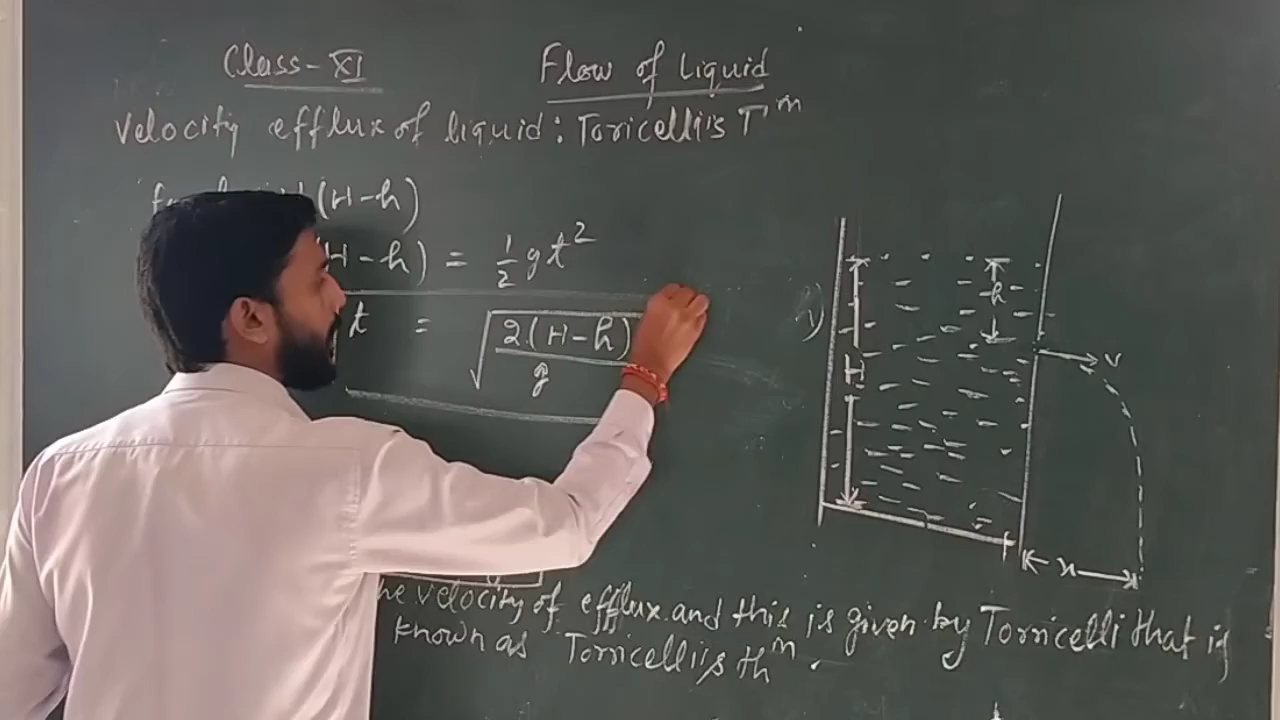 Class-XI
Flow of Liquid
Velocity efflux of liquid: Toricelli's Tᵐ
(H-h)
H-h) = 1/2 gt²
t = √(2(H-h)/g)
h
H
v
x
he velocity of efflux and this is given by Torricelli that is
known as Torricelli's thᵐ.